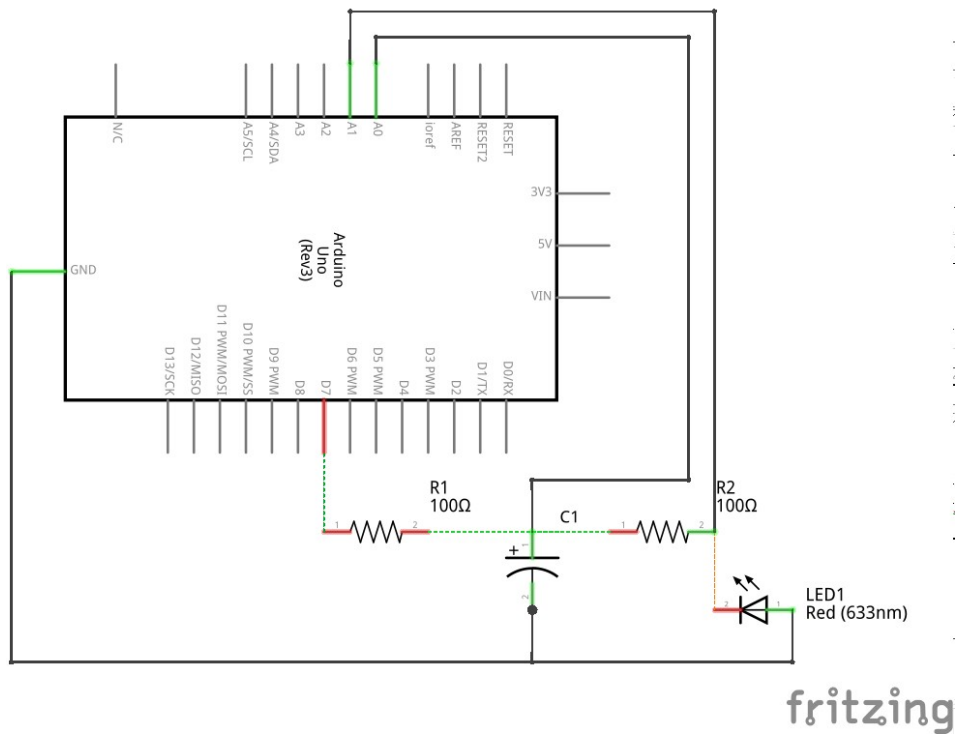 N/C
A5/SCL
A4/SDA
A3
A2
A1
A0
ioref
AREF
RESET2
RESET
3V3
5V
VIN
Arduino
Uno
(Rev3)
GND
D13/SCK
D12/MISO
D11 PWM/MOSI
D10 PWM/SS
D9 PWM
D8
D7
D6 PWM
D5 PWM
D4
D3 PWM
D2
D1/TX
D0/RX
R1
100Ω
1
2
C1
+
1
2
R2
100Ω
1
2
LED1
Red (633nm)
2
1
fritzing